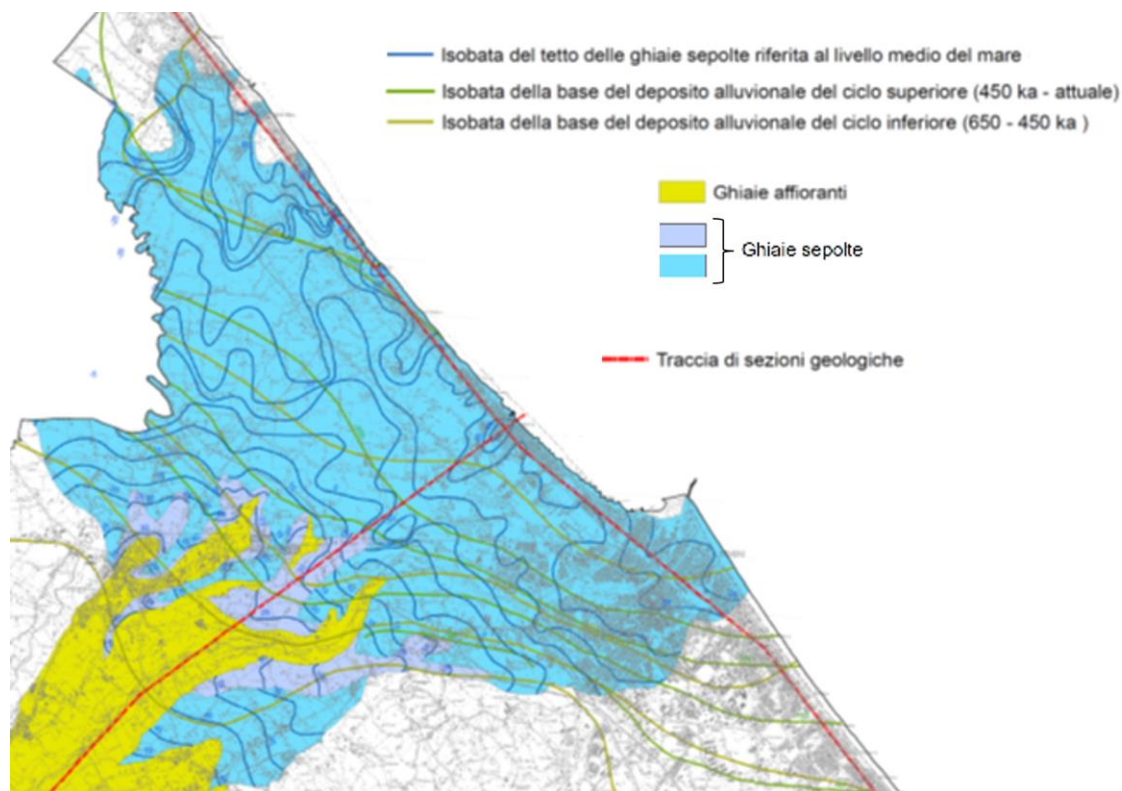 Isobata del tetto delle ghiaie sepolte riferita al livello medio del mare
Isobata della base del deposito alluvionale del ciclo superiore (450 ka - attuale)
Isobata della base del deposito alluvionale del ciclo inferiore (650 - 450 ka )
Ghiaie affioranti
Ghiaie sepolte
Traccia di sezioni geologiche